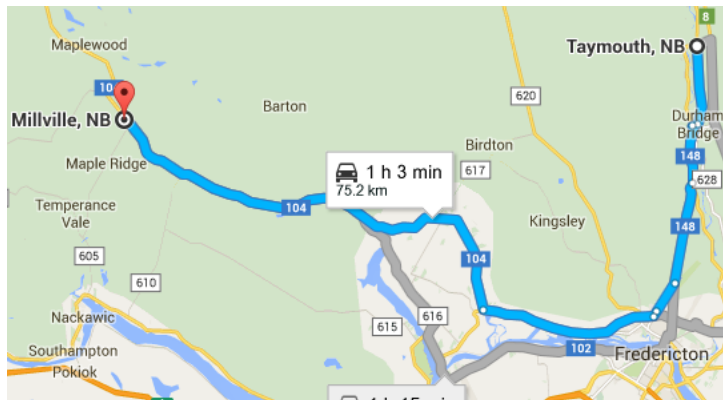 8
Maplewood
Taymouth, NB
10
Millville, NB
Barton
620
Durham
Bridge
Birdton
148
Maple Ridge
1 h 3 min
75.2 km
617
628
Temperance
Vale
104
Kingsley
148
605
104
610
Nackawic
615
616
Southampton
102
Fredericton
Pokiok